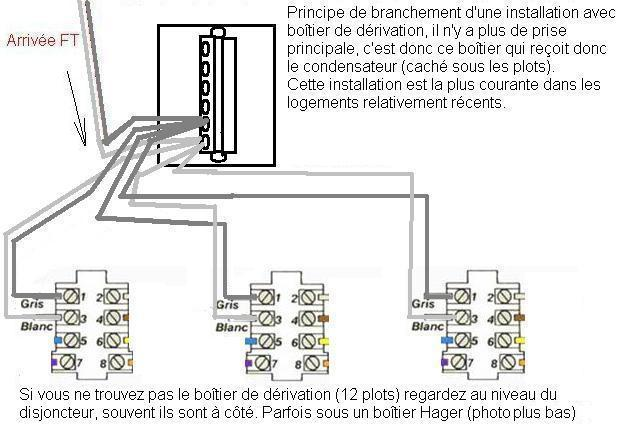 Principe de branchement d'une installation avec
boîtier de dérivation, il n'y a plus de prise
principale, c'est donc ce boîtier qui reçoit donc
le condensateur (caché sous les plots).
Cette installation est la plus courante dans les
logements relativement récents.
Arrivée FT
Gris 1 2
Blanc 3 4
5 6
7 8
Gris 1 2
Blanc 3 4
5 6
7 8
Gris 1 2
Blanc 3 4
5 6
7 8
Si vous ne trouvez pas le boîtier de dérivation (12 plots) regardez au niveau du
disjoncteur, souvent ils sont à côté. Parfois sous un boîtier Hager (photo plus bas)